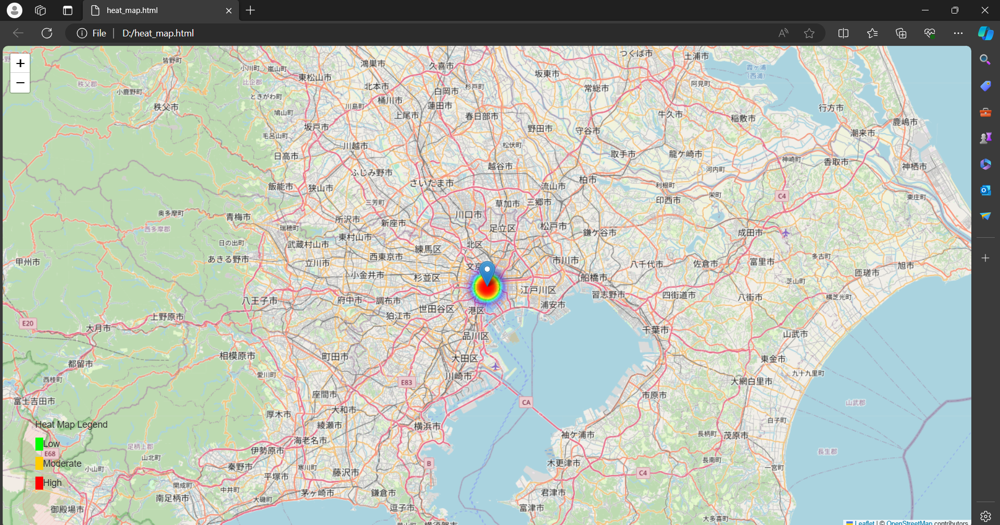 heat_map.html
File
D:/heat_map.html
+
−
つくば市
土浦市
皆野町
鴻巣市
久喜市
小川町
嵐山町
東松山市
坂東市
霞ヶ浦
(西浦)
秩父郡
比企郡
北本市
杉戸町
常総市
阿見町
小鹿野町
白岡市
ときがわ町
桶川市
秩父市
川島町
蓮田市
行方市
鳩山町
上尾市
春日部市
牛久市
稲敷市
鹿嶋市
坂戸市
野田市
守谷市
潮来市
毛呂山町
川越市
松伏町
日高市
取手市
龍ケ崎市
神崎町
香取市
神栖市
越谷市
河内町
ふじみ野市
さいたま市
柏市
飯能市
狭山市
流山市
利根町
栄町
C4
東庄町
三芳町
草加市
三郷市
印西市
奥多摩町
青梅市
川口市
所沢市
新座市
西多摩郡
瑞穂町
足立区
松戸市
鎌ケ谷市
成田市
東村山市
日の出町
武蔵村山市
北区
練馬区
あきる野市
西東京市
市川市
多古町
甲州市
立川市
八千代市
佐倉市
富里市
旭市
文京
小金井市
杉並区
船橋市
匝瑳市
芝山町
江戸川区
習志野市
四街道市
八街市
横芝光町
八王子市
府中市
調布市
浦安市
世田谷区
港区
狛江市
上野原市
E20
大月市
千葉市
品川区
山武市
相模原市
町田市
大田区
東金市
都留市
愛川町
川崎市
九十九里町
西桂町
E83
大網白里市
座間市
市原市
富士吉田市
CA
山武郡
大和市
厚木市
白子町
Heat Map Legend
綾瀬市
横浜市
長柄町
茂原市
袖ケ浦市
海老名市
Low
足柄上郡
伊勢原市
長生郡
E68
山北町
長南町
Moderate
B
木更津市
秦野市
寒川町
一宮町
小山町
平塚市
藤沢市
C4
High
開成町
中井町
茅ヶ崎市
鎌倉市
君津市
南足柄市
大磯町
御殿場市
逗子市
富津市
大多喜町
葉山町
横須賀市
Leaflet | © OpenStreetMap contributors